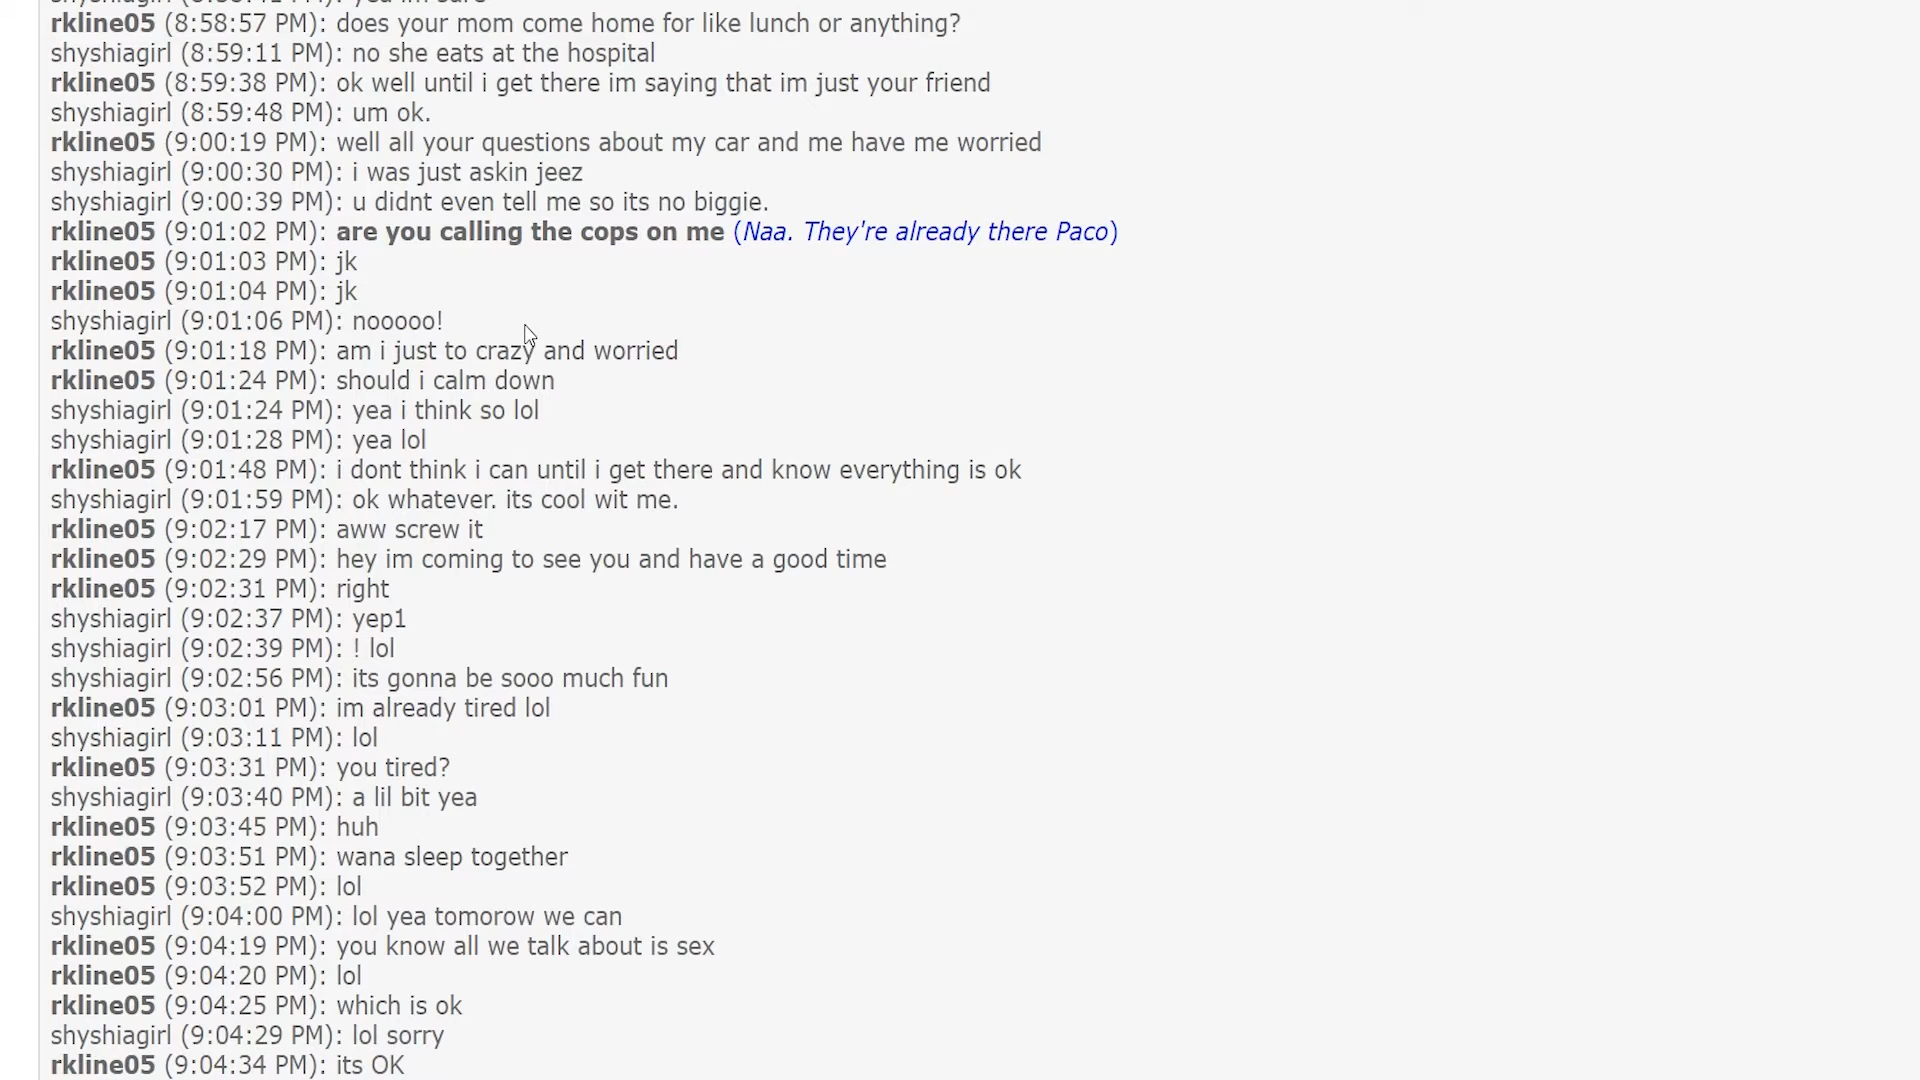 shyshiagirl (8:58:41 PM): yea im sure
rkline05 (8:58:57 PM): does your mom come home for like lunch or anything?
shyshiagirl (8:59:11 PM): no she eats at the hospital
rkline05 (8:59:38 PM): ok well until i get there im saying that im just your friend
shyshiagirl (8:59:48 PM): um ok.
rkline05 (9:00:19 PM): well all your questions about my car and me have me worried
shyshiagirl (9:00:30 PM): i was just askin jeez
shyshiagirl (9:00:39 PM): u didnt even tell me so its no biggie.
rkline05 (9:01:02 PM): are you calling the cops on me (Naa. They're already there Paco)
rkline05 (9:01:03 PM): jk
rkline05 (9:01:04 PM): jk
shyshiagirl (9:01:06 PM): nooooo!
rkline05 (9:01:18 PM): am i just to crazy and worried
rkline05 (9:01:24 PM): should i calm down
shyshiagirl (9:01:24 PM): yea i think so lol
shyshiagirl (9:01:28 PM): yea lol
rkline05 (9:01:48 PM): i dont think i can until i get there and know everything is ok
shyshiagirl (9:01:59 PM): ok whatever. its cool wit me.
rkline05 (9:02:17 PM): aww screw it
rkline05 (9:02:29 PM): hey im coming to see you and have a good time
rkline05 (9:02:31 PM): right
shyshiagirl (9:02:37 PM): yep1
shyshiagirl (9:02:39 PM): ! lol
shyshiagirl (9:02:56 PM): its gonna be sooo much fun
rkline05 (9:03:01 PM): im already tired lol
shyshiagirl (9:03:11 PM): lol
rkline05 (9:03:31 PM): you tired?
shyshiagirl (9:03:40 PM): a lil bit yea
rkline05 (9:03:45 PM): huh
rkline05 (9:03:51 PM): wana sleep together
rkline05 (9:03:52 PM): lol
shyshiagirl (9:04:00 PM): lol yea tomorow we can
rkline05 (9:04:19 PM): you know all we talk about is sex
rkline05 (9:04:20 PM): lol
rkline05 (9:04:25 PM): which is ok
shyshiagirl (9:04:29 PM): lol sorry
rkline05 (9:04:34 PM): its OK